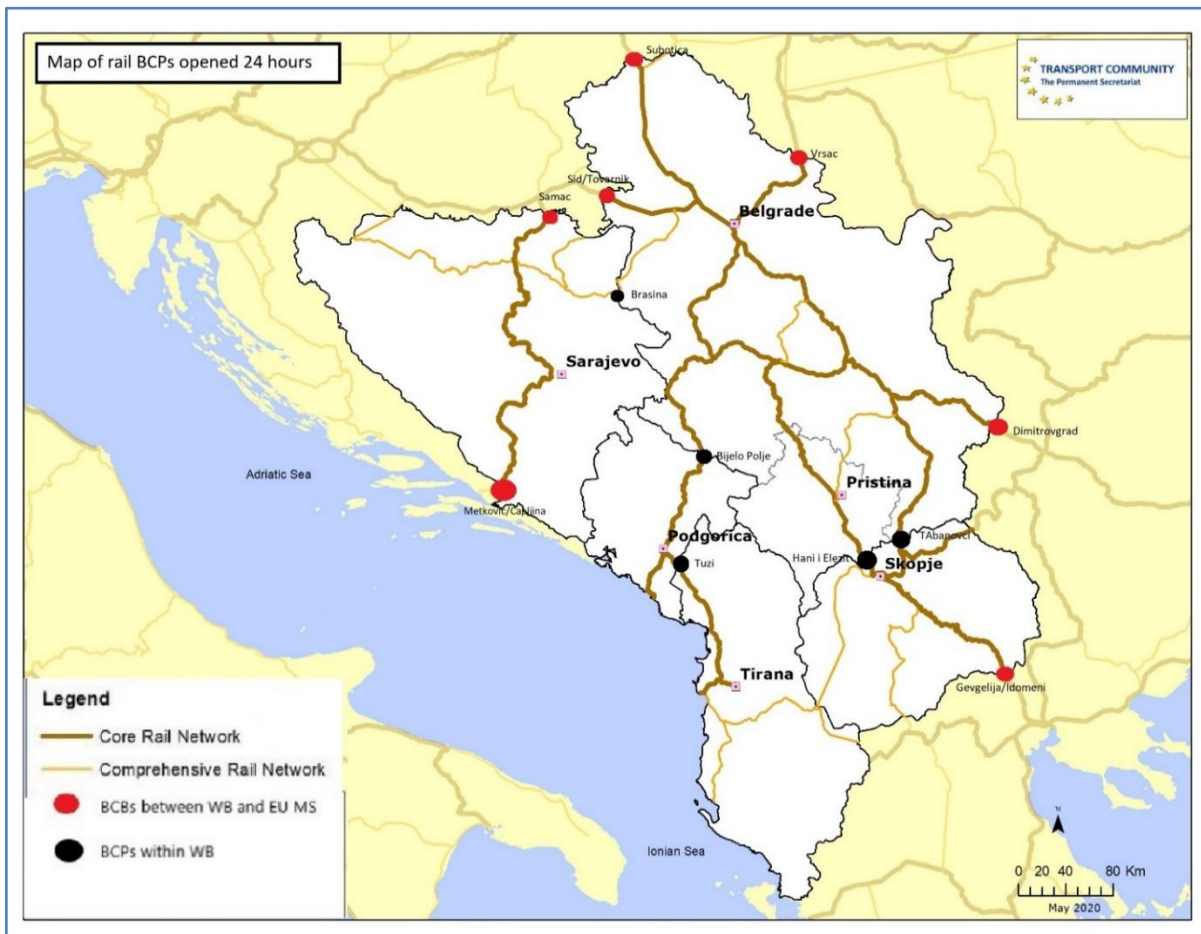 Map of rail BCPs opened 24 hours
TRANSPORT COMMUNITY
The Permanent Secretariat
Subotica
Vrsac
Sid/Tovarnik
Samac
Belgrade
Brasina
Sarajevo
Dimitrovgrad
Bijelo Polje
Adriatic Sea
Pristina
Metković/Čapljina
Podgorica
TAbanovci
Tuzi
Hani i Elezit
Skopje
Tirana
Gevgelija/Idomeni
Legend
Core Rail Network
Comprehensive Rail Network
BCBs between WB and EU MS
BCPs within WB
Ionian Sea
N
0 20 40 80 Km
May 2020